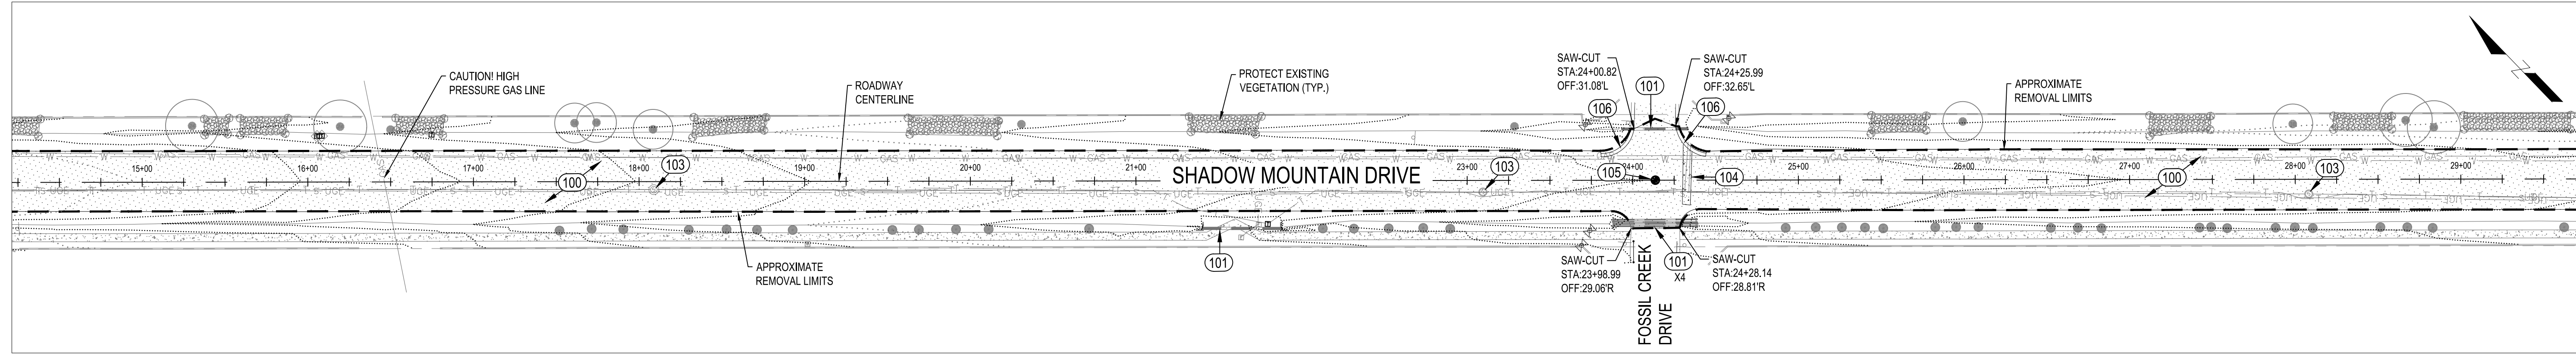 CAUTION! HIGH
PRESSURE GAS LINE
ROADWAY
CENTERLINE
PROTECT EXISTING
VEGETATION (TYP.)
SAW-CUT
STA:24+00.82
OFF:31.08'L
101
SAW-CUT
STA:24+25.99
OFF:32.65'L
APPROXIMATE
REMOVAL LIMITS
106
106
15+00
16+00
17+00
18+00
19+00
20+00
21+00
23+00
24+00
25+00
26+00
27+00
28+00
29+00
100
103
SHADOW MOUNTAIN DRIVE
103
105
104
100
103
W
GAS
UGE
S
T
APPROXIMATE
REMOVAL LIMITS
101
SAW-CUT
STA:23+98.99
OFF:29.06'R
101
X4
SAW-CUT
STA:24+28.14
OFF:28.81'R
FOSSIL CREEK
DRIVE